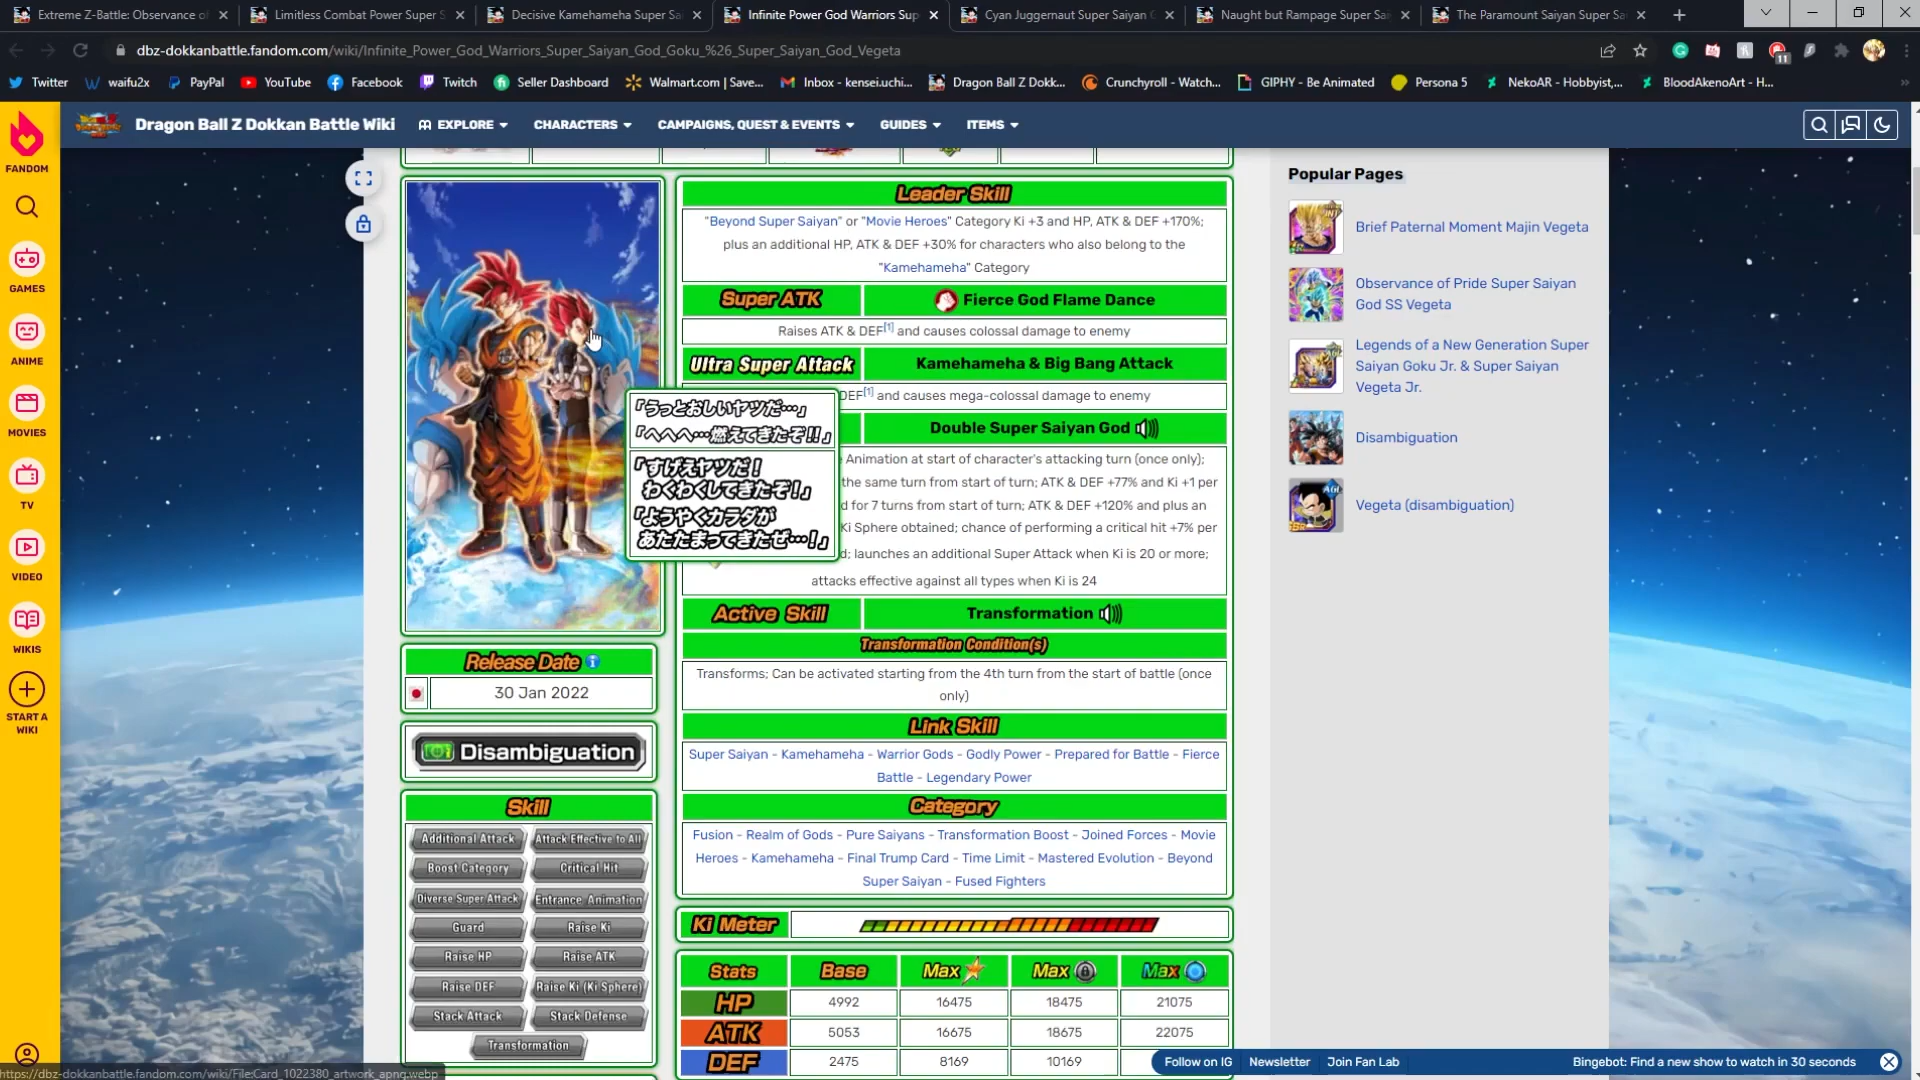 Extreme Z-Battle: Observance of
Limitless Combat Power Super S
Decisive Kamehameha Super Sai
Infinite Power God Warriors Sup
Cyan Juggernaut Super Saiyan G
Naught but Rampage Super Sai
The Paramount Saiyan Super Sa
dbz-dokkanbattle.fandom.com/wiki/Infinite_Power_God_Warriors_Super_Saiyan_God_Goku_%26_Super_Saiyan_God_Vegeta
11
Twitter
waifu2x
PayPal
YouTube
Facebook
Twitch
Seller Dashboard
Walmart.com | Save...
Inbox - kensei.uchi...
Dragon Ball Z Dokk...
Crunchyroll - Watch...
GIPHY - Be Animated
Persona 5
NekoAR - Hobbyist,...
BloodAkenoArt - H...
FANDOM
GAMES
ANIME
MOVIES
TV
VIDEO
WIKIS
START A
WIKI
Dragon Ball Z Dokkan Battle Wiki
EXPLORE
CHARACTERS
CAMPAIGNS, QUEST & EVENTS
GUIDES
ITEMS
Leader Skill
"Beyond Super Saiyan" or "Movie Heroes" Category Ki +3 and HP, ATK & DEF +170%;
plus an additional HP, ATK & DEF +30% for characters who also belong to the
"Kamehameha" Category
Super ATK
Fierce God Flame Dance
Raises ATK & DEF[1] and causes colossal damage to enemy
Ultra Super Attack
Kamehameha & Big Bang Attack
DEF[1] and causes mega-colossal damage to enemy
Double Super Saiyan God
Animation at start of character's attacking turn (once only);
the same turn from start of turn; ATK & DEF +77% and Ki +1 per
d for 7 turns from start of turn; ATK & DEF +120% and plus an
Ki Sphere obtained; chance of performing a critical hit +7% per
d; launches an additional Super Attack when Ki is 20 or more;
attacks effective against all types when Ki is 24
「うっとおしいヤツだ…」
「へへへ…燃えてきたぞ!!」
「すげえヤツだ!
わくわくしてきたぞ!」
「ようやくカラダが
あたたまってきたぜ…!」
Active Skill
Transformation
Transformation Condition(s)
Transforms; Can be activated starting from the 4th turn from the start of battle (once
only)
Link Skill
Super Saiyan - Kamehameha - Warrior Gods - Godly Power - Prepared for Battle - Fierce
Battle - Legendary Power
Category
Fusion - Realm of Gods - Pure Saiyans - Transformation Boost - Joined Forces - Movie
Heroes - Kamehameha - Final Trump Card - Time Limit - Mastered Evolution - Beyond
Super Saiyan - Fused Fighters
Ki Meter
Stats Base Max Max Max
HP 4992 16475 18475 21075
ATK 5053 16675 18675 22075
DEF 2475 8169 10169
Release Date
30 Jan 2022
Disambiguation
Skill
Additional Attack
Attack Effective to All
Boost Category
Critical Hit
Diverse Super Attack
Entrance Animation
Guard
Raise Ki
Raise HP
Raise ATK
Raise DEF
Raise Ki (Ki Sphere)
Stack Attack
Stack Defense
Transformation
Popular Pages
Brief Paternal Moment Majin Vegeta
Observance of Pride Super Saiyan
God SS Vegeta
Legends of a New Generation Super
Saiyan Goku Jr. & Super Saiyan
Vegeta Jr.
Disambiguation
Vegeta (disambiguation)
Follow on IG
Newsletter
Join Fan Lab
Bingebot: Find a new show to watch in 30 seconds
https://dbz-dokkanbattle.fandom.com/wiki/File:Card_1022380_artwork_apng.webp